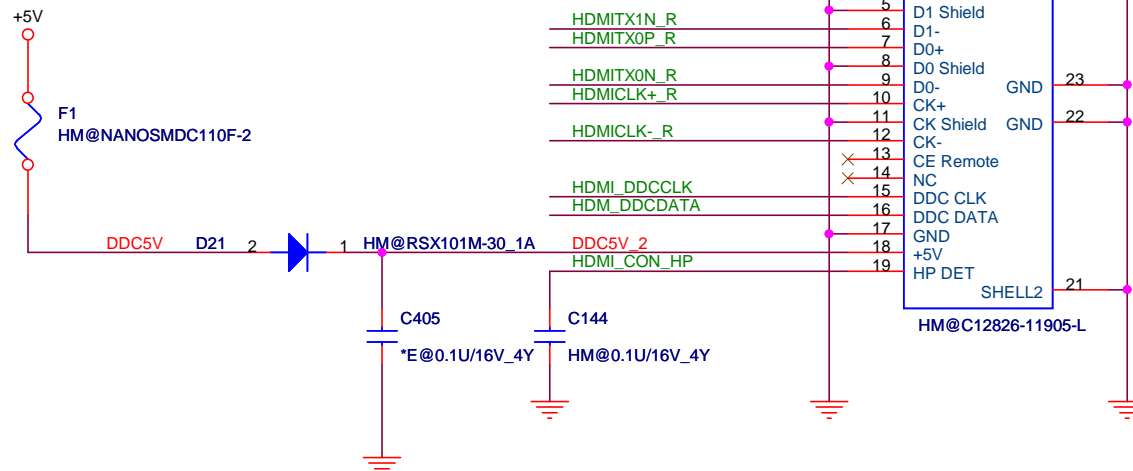 +5V
F1
HM@NANOSMDC110F-2
DDC5V
D21
2
1
HM@RSX101M-30_1A
DDC5V_2
HDMITX1N_R
HDMITX0P_R
HDMITX0N_R
HDMICLK+_R
HDMICLK-_R
HDMI_DDCCLK
HDM_DDCDATA
HDMI_CON_HP
C405
*E@0.1U/16V_4Y
C144
HM@0.1U/16V_4Y
5 D1 Shield
6 D1-
7 D0+
8 D0 Shield
9 D0-
10 CK+
11 CK Shield
12 CK-
13 CE Remote
14 NC
15 DDC CLK
16 DDC DATA
17 GND
18 +5V
19 HP DET
GND 23
GND 22
SHELL2 21
HM@C12826-11905-L